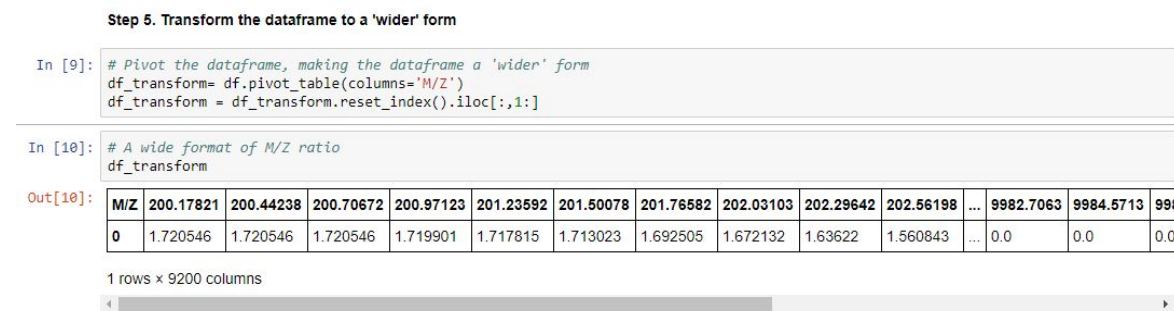 Step 5. Transform the dataframe to a 'wider' form
In [9]: # Pivot the dataframe, making the dataframe a 'wider' form
df_transform= df.pivot_table(columns='M/Z')
df_transform = df_transform.reset_index().iloc[:,1:]
In [10]: # A wide format of M/Z ratio
df_transform
Out[10]:
M/Z 200.17821 200.44238 200.70672 200.97123 201.23592 201.50078 201.76582 202.03103 202.29642 202.56198 ... 9982.7063 9984.5713 998
0 1.720546 1.720546 1.720546 1.719901 1.717815 1.713023 1.692505 1.672132 1.63622 1.560843 ... 0.0 0.0 0.0
1 rows × 9200 columns